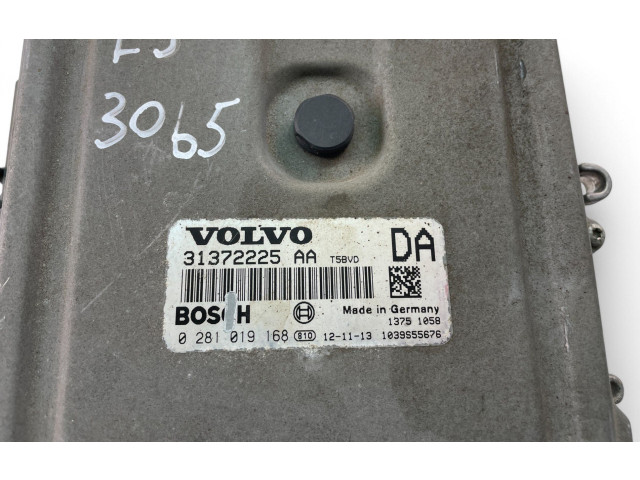 3065
VOLVO
31372225 AA T5BVD
DA
BOSCH
Made in Germany
1375 1058
0 281 019 168 S10 12-11-13 1039S55676